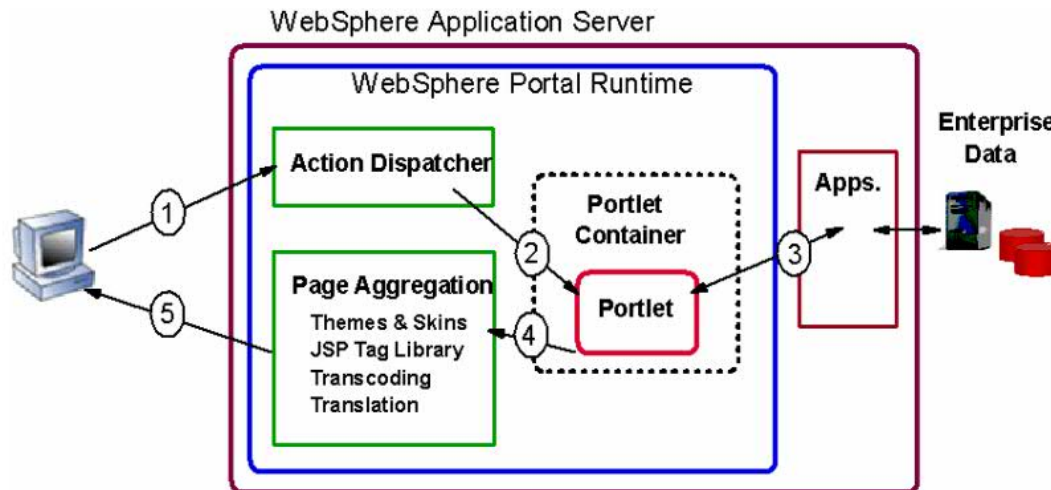 WebSphere Application Server
WebSphere Portal Runtime
Action Dispatcher
Enterprise
Data
Apps.
Portlet
Container
1
2
3
Page Aggregation
Themes & Skins
JSP Tag Library
Transcoding
Translation
Portlet
5
4